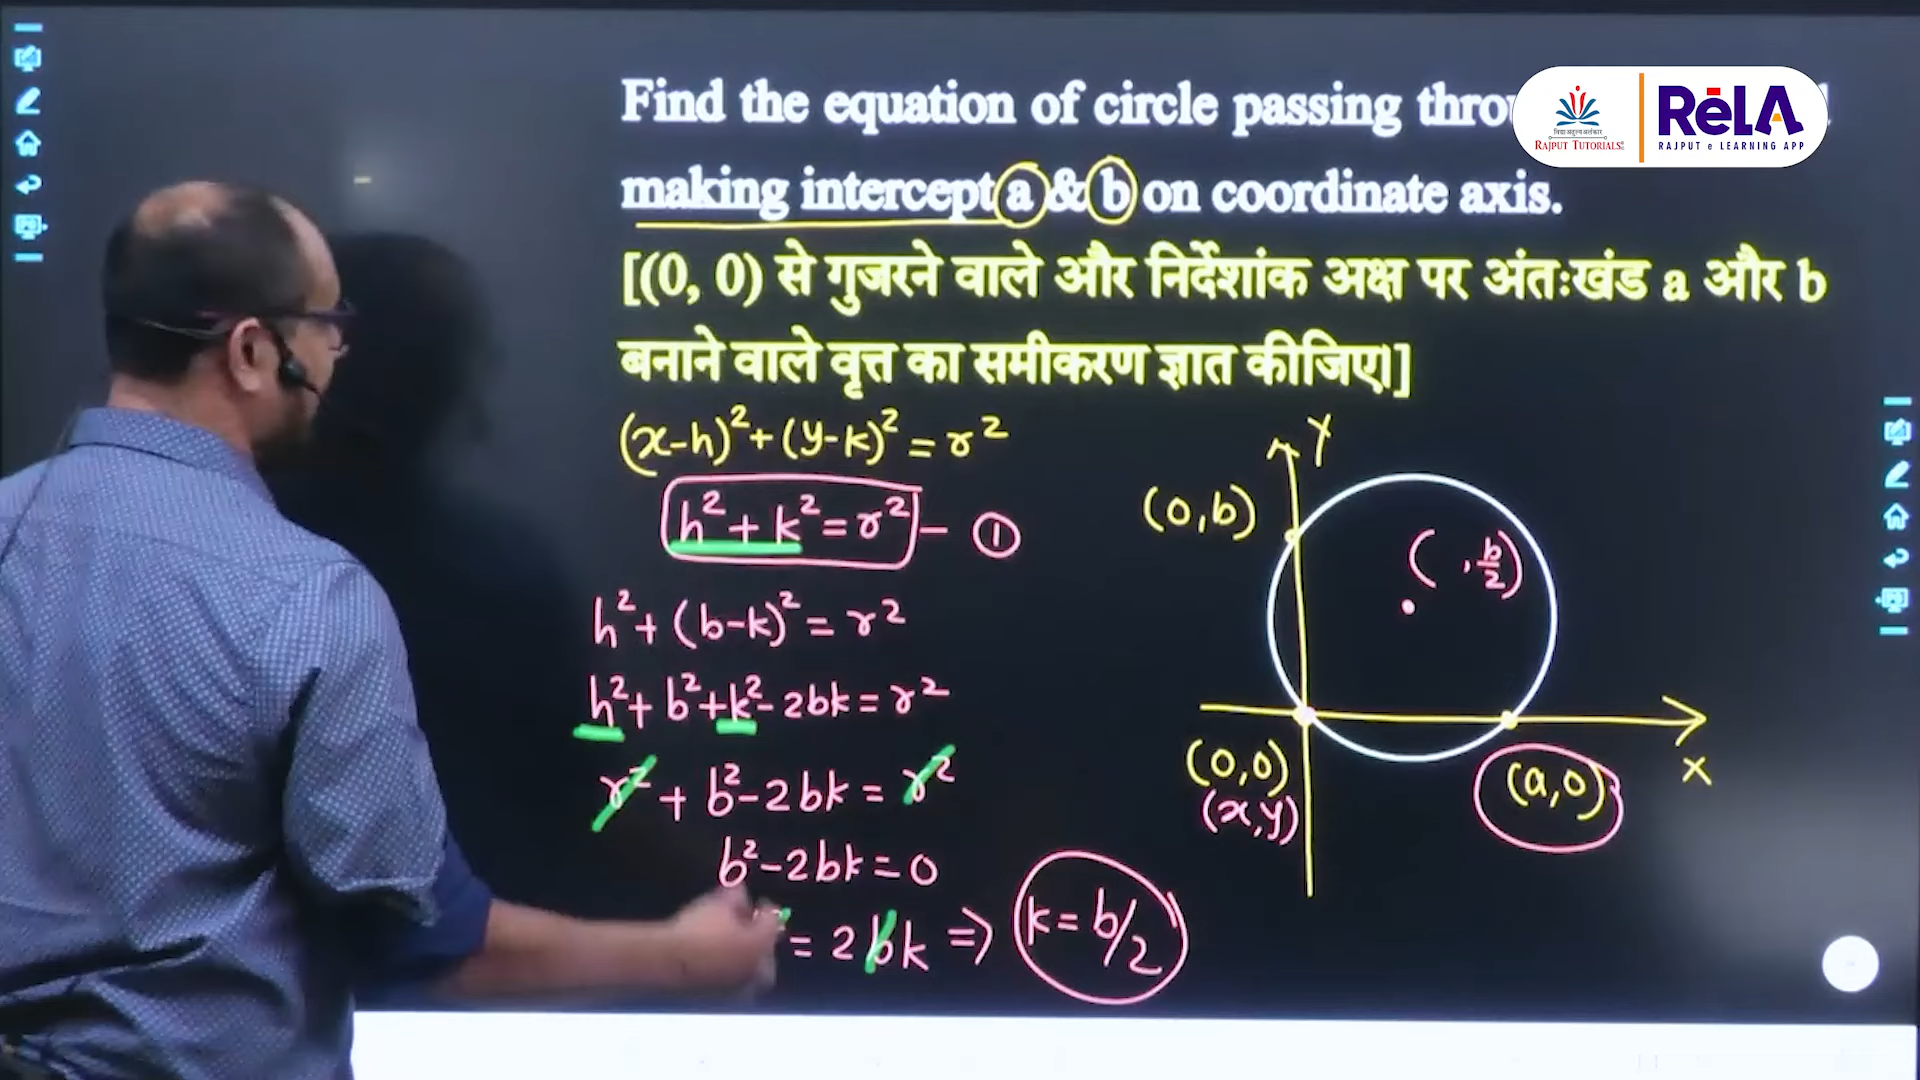 Find the equation of circle passing
making intercept a & b on coordinate axis.
[(0, 0) से गुजरने वाले और निर्देशांक अक्ष पर अंतःखंड a और b
बनाने वाले वृत्त का समीकरण ज्ञात कीजिए।]
RAJPUT TUTORIALS
RēLA
RAJPUT e LEARNING APP
(x-h)²+(y-k)²=r²
h²+k²=r² - ①
h²+(b-k)²=r²
h²+b²+k²-2bk=r²
r²+b²-2bk=r²
b²-2bk=0
=2bk ⇒ k=b/2
Y
(0,b)
( ,b/2)
(0,0)
(x,y)
(a,0)
x